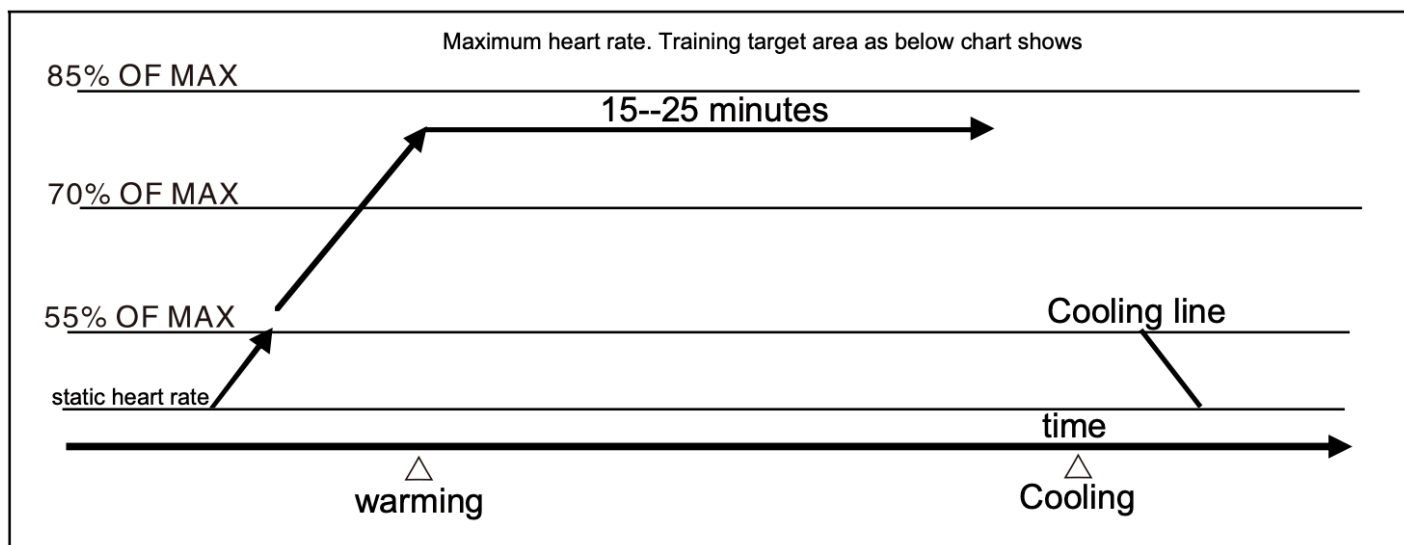 Maximum heart rate. Training target area as below chart shows
85% OF MAX
15--25 minutes
70% OF MAX
55% OF MAX
Cooling line
static heart rate
time
warming
Cooling